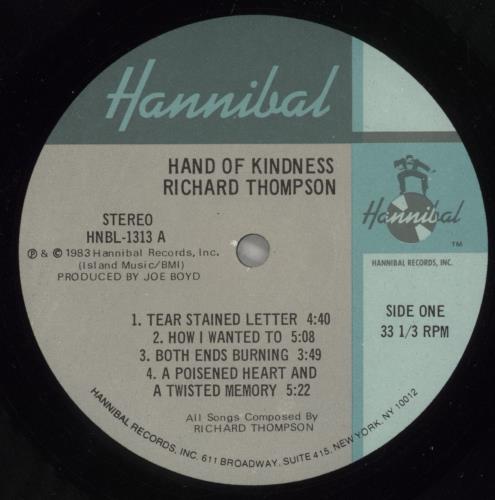 Hannibal
HAND OF KINDNESS
RICHARD THOMPSON
STEREO
HNBL-1313 A
℗ & © 1983 Hannibal Records, Inc.
(Island Music/BMI)
PRODUCED BY JOE BOYD
Hannibal
TM
HANNIBAL RECORDS, INC.
SIDE ONE
33 1/3 RPM
1. TEAR STAINED LETTER 4:40
2. HOW I WANTED TO 5:08
3. BOTH ENDS BURNING 3:49
4. A POISENED HEART AND
A TWISTED MEMORY 5:22
All Songs Composed By
RICHARD THOMPSON
HANNIBAL RECORDS, INC. 611 BROADWAY, SUITE 415, NEW YORK, NY 10012